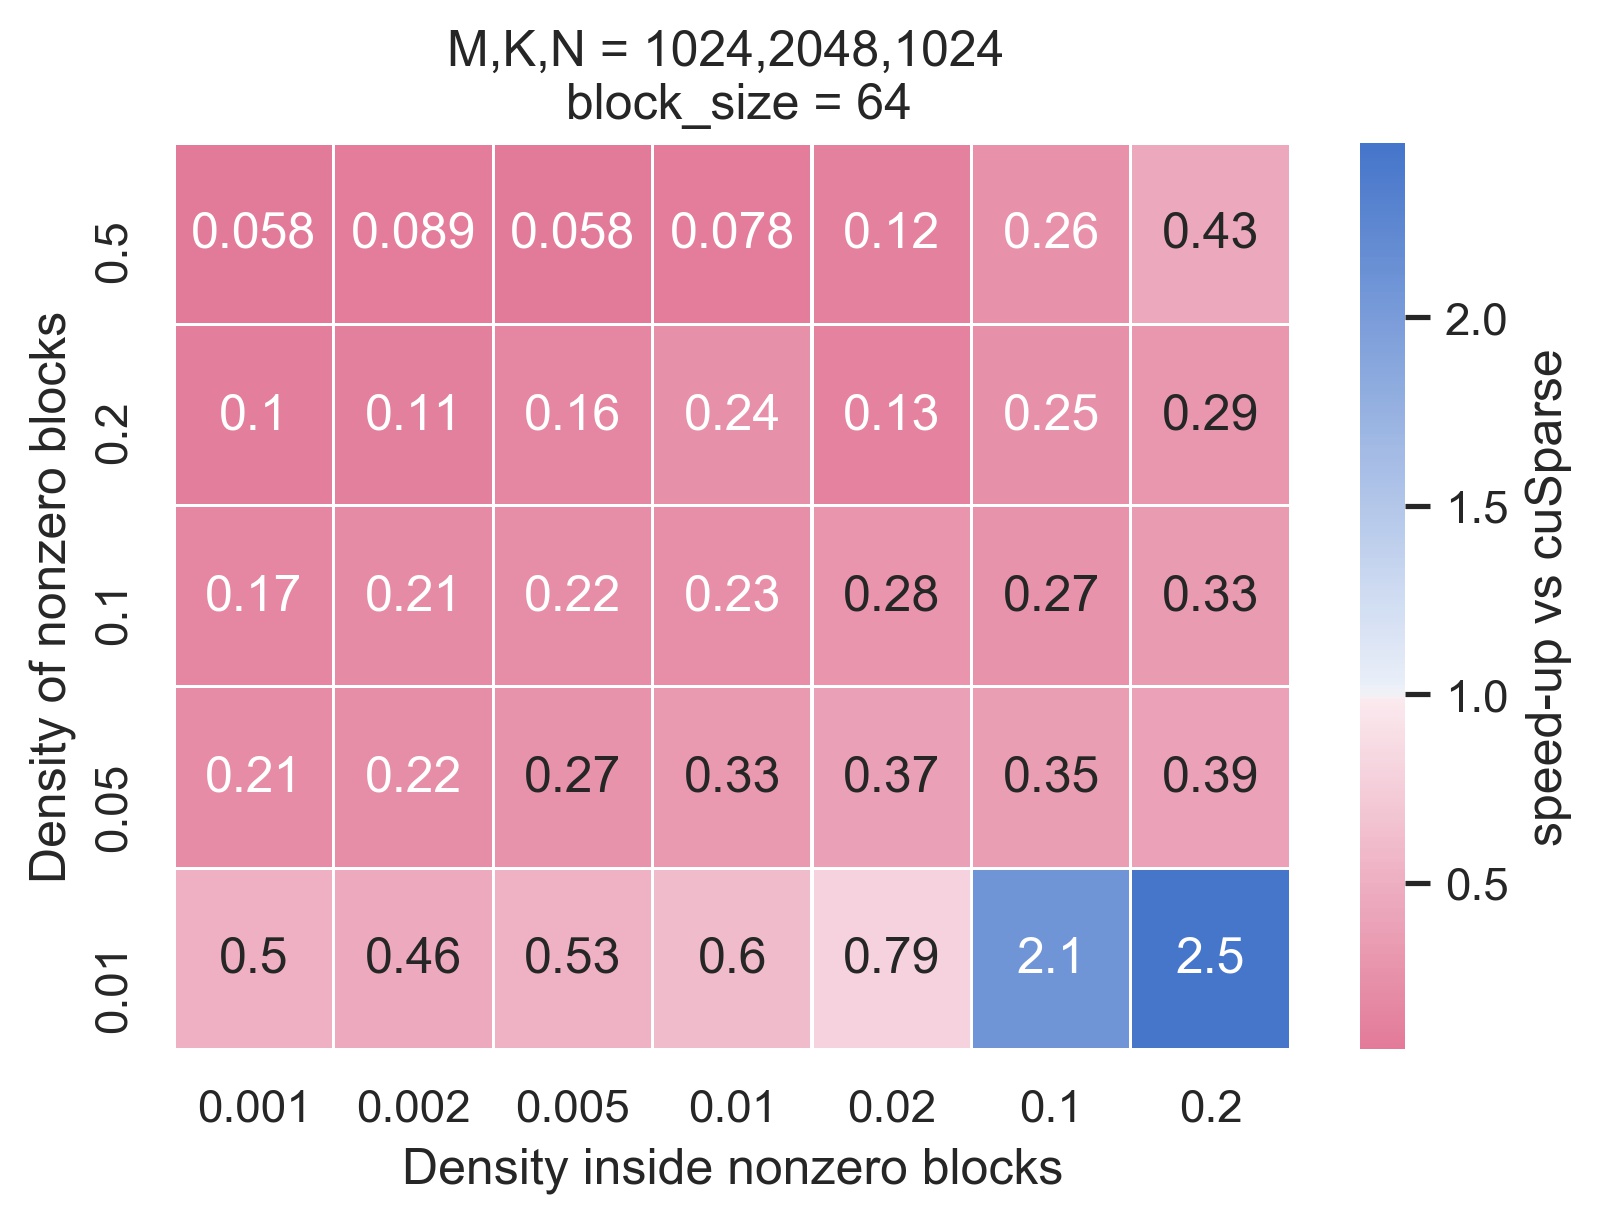 M,K,N = 1024,2048,1024
block_size = 64
Density of nonzero blocks
0.5 0.058 0.089 0.058 0.078 0.12 0.26 0.43
0.2 0.1 0.11 0.16 0.24 0.13 0.25 0.29
0.1 0.17 0.21 0.22 0.23 0.28 0.27 0.33
0.05 0.21 0.22 0.27 0.33 0.37 0.35 0.39
0.01 0.5 0.46 0.53 0.6 0.79 2.1 2.5
0.001 0.002 0.005 0.01 0.02 0.1 0.2
Density inside nonzero blocks
2.0
1.5
1.0
0.5
speed-up vs cuSparse